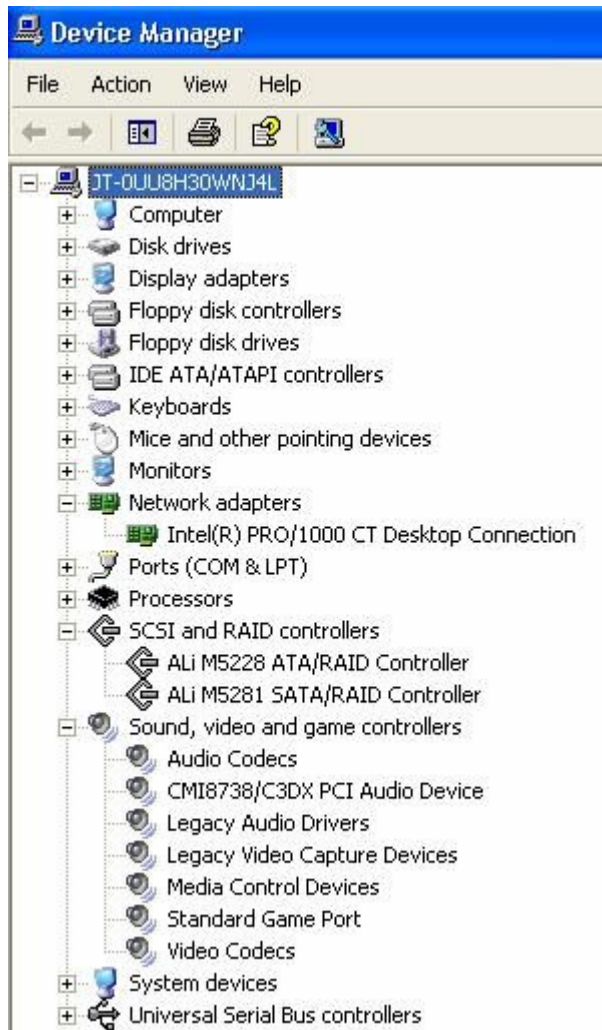 Device Manager
File Action View Help
JT-0UU8H30WNJ4L
Computer
Disk drives
Display adapters
Floppy disk controllers
Floppy disk drives
IDE ATA/ATAPI controllers
Keyboards
Mice and other pointing devices
Monitors
Network adapters
Intel(R) PRO/1000 CT Desktop Connection
Ports (COM & LPT)
Processors
SCSI and RAID controllers
ALi M5228 ATA/RAID Controller
ALi M5281 SATA/RAID Controller
Sound, video and game controllers
Audio Codecs
CMI8738/C3DX PCI Audio Device
Legacy Audio Drivers
Legacy Video Capture Devices
Media Control Devices
Standard Game Port
Video Codecs
System devices
Universal Serial Bus controllers